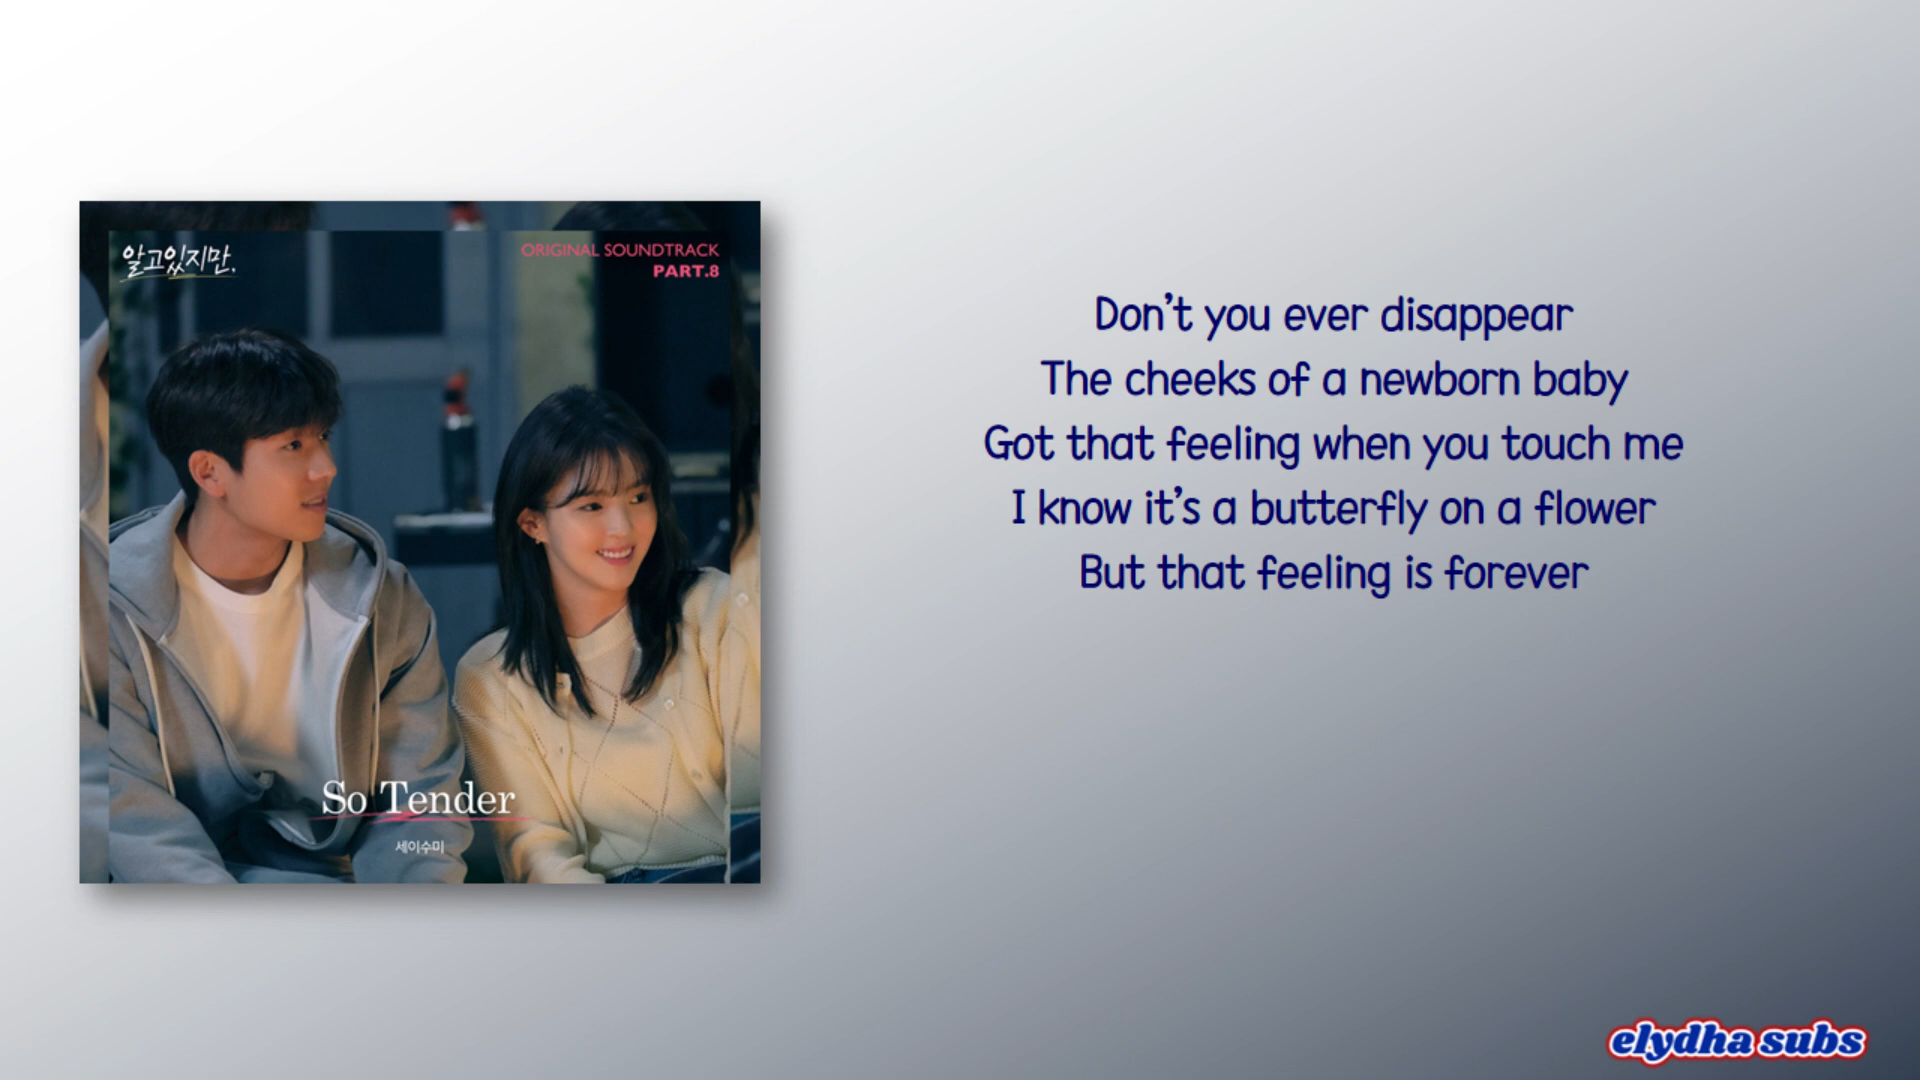 알고있지만.
ORIGINAL SOUNDTRACK
PART.8
So Tender
세이수미
Don't you ever disappear
The cheeks of a newborn baby
Got that feeling when you touch me
I know it's a butterfly on a flower
But that feeling is forever
elydha subs